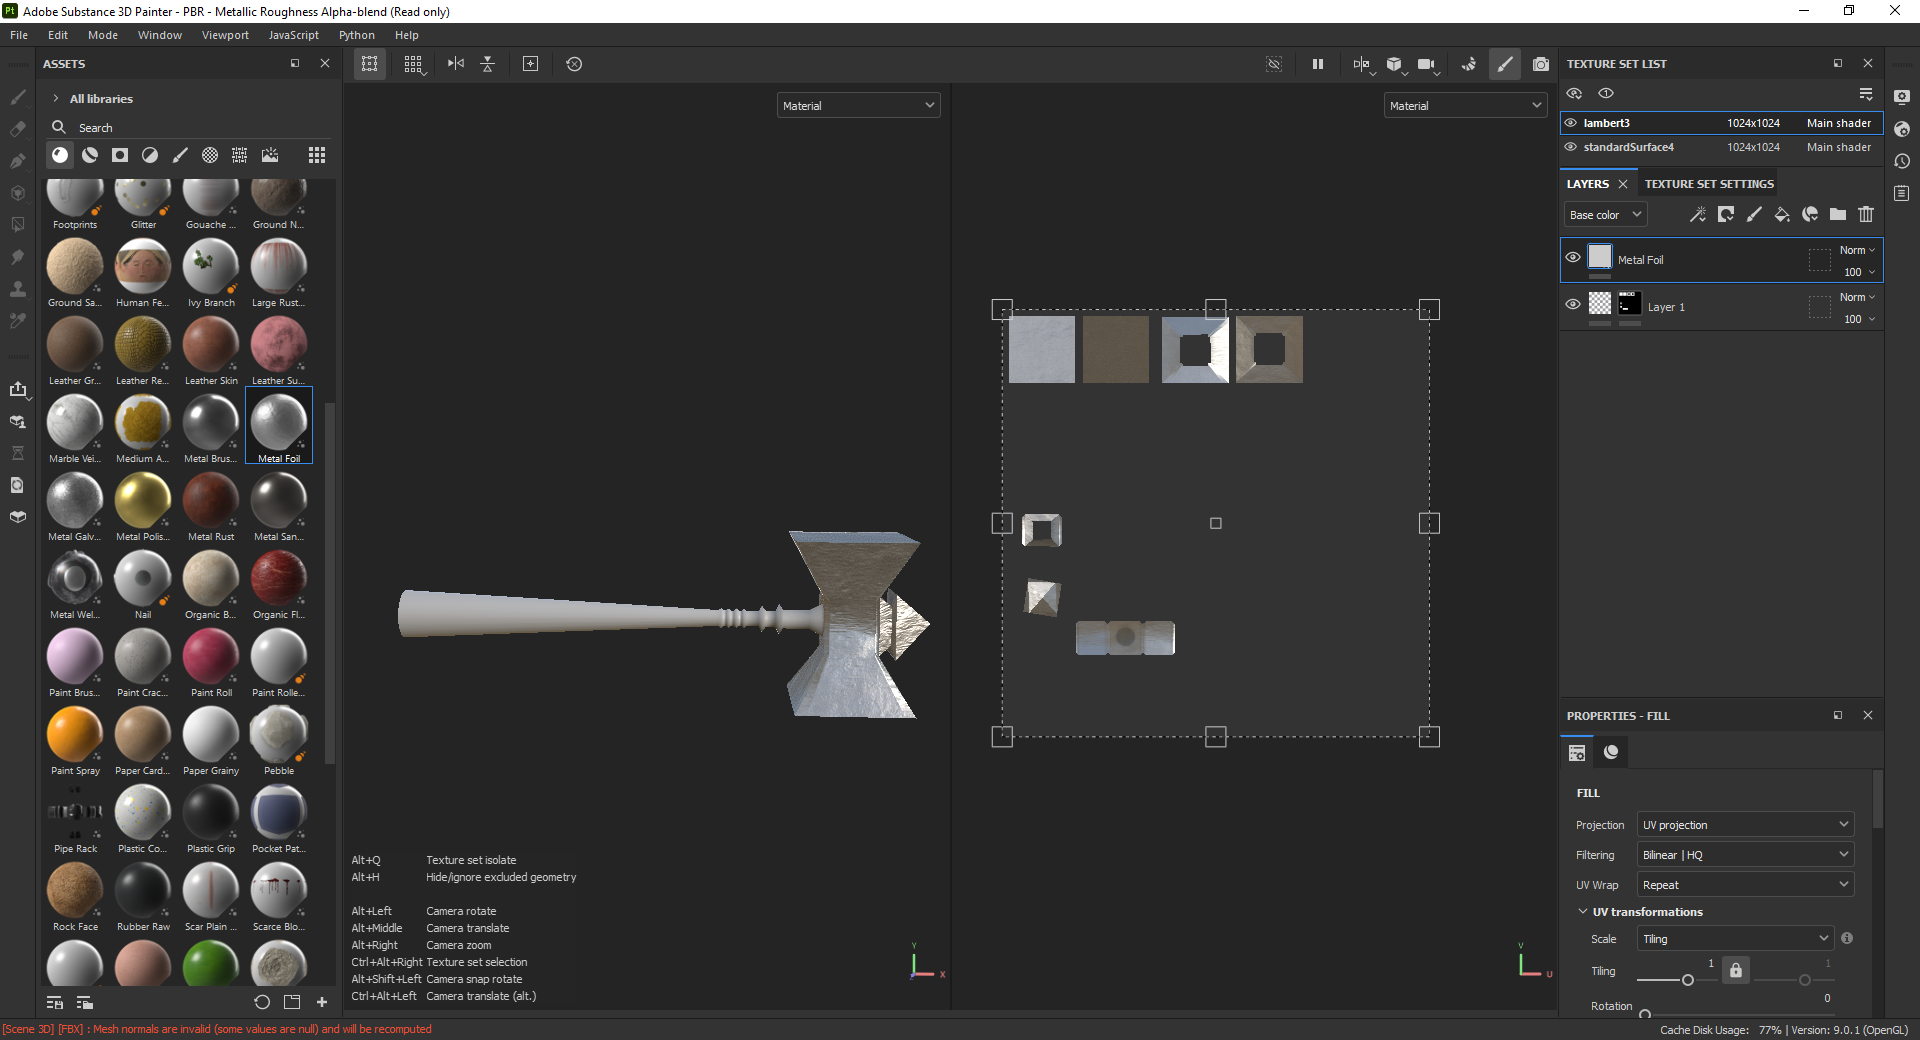 Pt Adobe Substance 3D Painter - PBR - Metallic Roughness Alpha-blend (Read only)
File Edit Mode Window Viewport JavaScript Python Help
ASSETS
All libraries
Search
Footprints Glitter Gouache ... Ground N...
Ground Sa... Human Fe... Ivy Branch Large Rust...
Leather Gr... Leather Re... Leather Skin Leather Su...
Marble Vei... Medium A... Metal Brus... Metal Foil
Metal Galv... Metal Polis... Metal Rust Metal San...
Metal Wel... Nail Organic B... Organic Fl...
Paint Brus... Paint Crac... Paint Roll Paint Rolle...
Paint Spray Paper Card... Paper Grainy Pebble
Pipe Rack Plastic Co... Plastic Grip Pocket Pat...
Rock Face Rubber Raw Scar Plain ... Scarce Blo...
Material
Alt+Q Texture set isolate
Alt+H Hide/ignore excluded geometry
Alt+Left Camera rotate
Alt+Middle Camera translate
Alt+Right Camera zoom
Ctrl+Alt+Right Texture set selection
Alt+Shift+Left Camera snap rotate
Ctrl+Alt+Left Camera translate (alt.)
Y
X
Material
V
U
TEXTURE SET LIST
lambert3 1024x1024 Main shader
standardSurface4 1024x1024 Main shader
LAYERS TEXTURE SET SETTINGS
Base color
Metal Foil Norm 100
Layer 1 Norm 100
PROPERTIES - FILL
FILL
Projection UV projection
Filtering Bilinear | HQ
UV Wrap Repeat
UV transformations
Scale Tiling
Tiling 1 1
Rotation 0
[Scene 3D] [FBX] : Mesh normals are invalid (some values are null) and will be recomputed
Cache Disk Usage: 77% | Version: 9.0.1 (OpenGL)